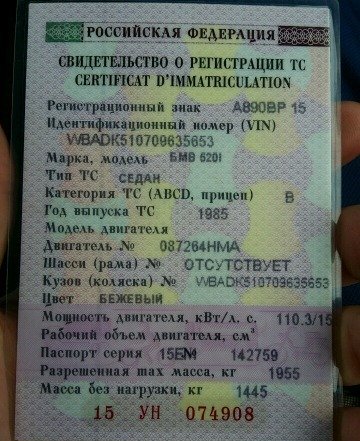 РОССИЙСКАЯ ФЕДЕРАЦИЯ
СВИДЕТЕЛЬСТВО О РЕГИСТРАЦИИ ТС
CERTIFICAT D'IMMATRICULATION
Регистрационный знак А890ВР 15
Идентификационный номер (VIN)
WBADK510709635653
Марка, модель БМВ 620I
Тип ТС СЕДАН
Категория ТС (ABCD, прицеп) B
Год выпуска ТС 1985
Модель двигателя
Двигатель № 087264НМА
Шасси (рама) № ОТСУТСТВУЕТ
Кузов (коляска) № WBADK510709635653
Цвет БЕЖЕВЫЙ
Мощность двигателя, кВт/л. с. 110.3/15
Рабочий объем двигателя, см³
Паспорт серия 15ЕМ 142759
Разрешенная max масса, кг 1955
Масса без нагрузки, кг 1445
15 УН 074908